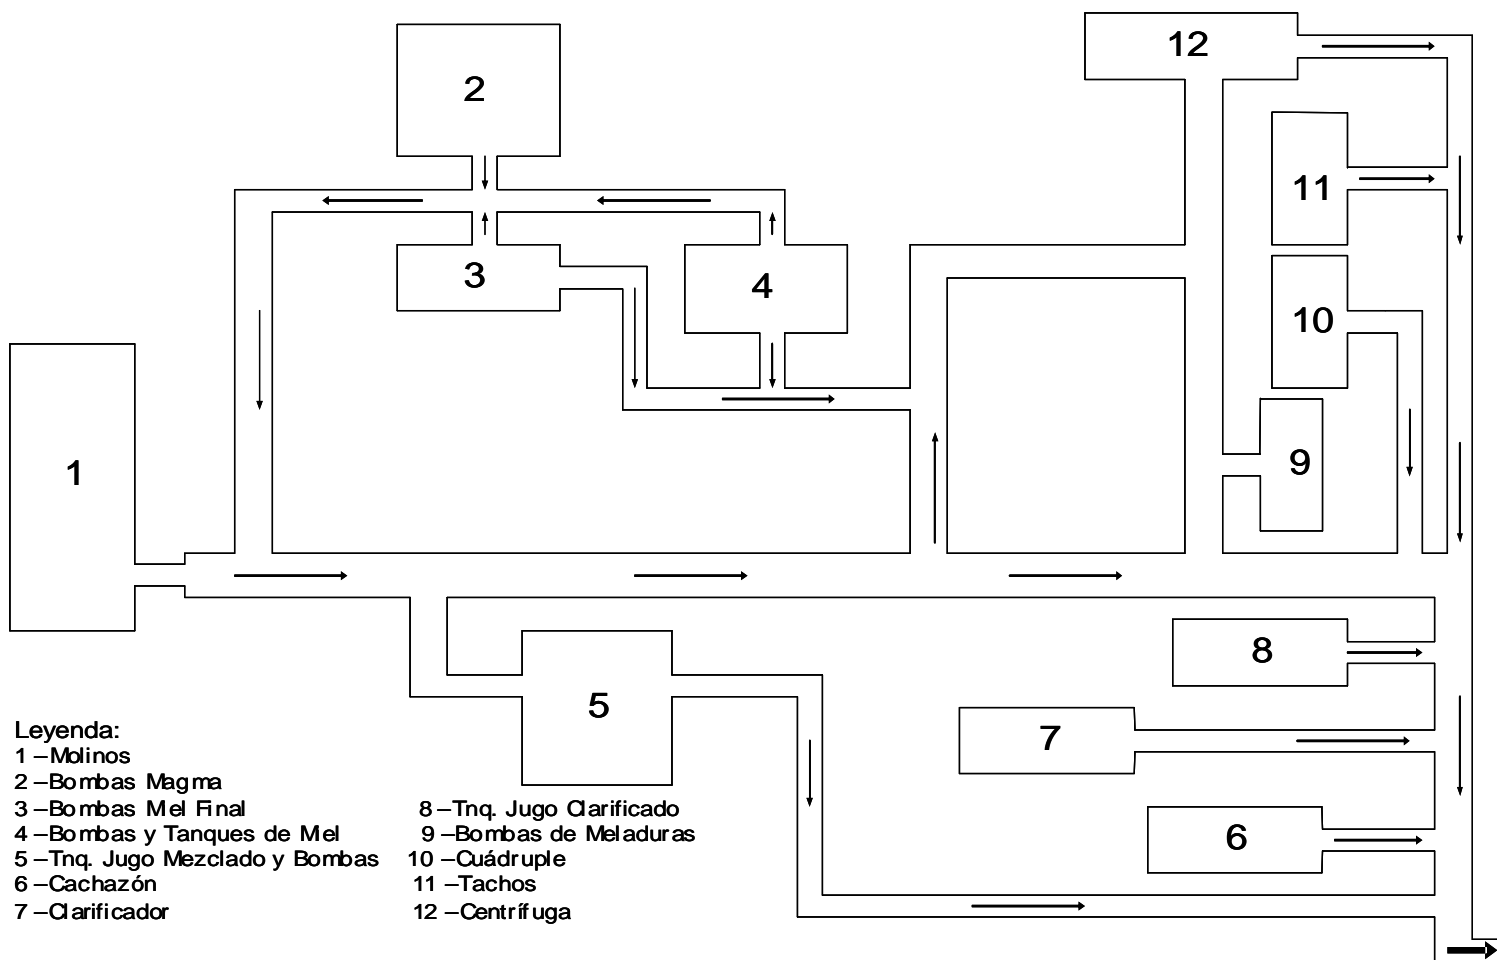 12
2
11
3
4
10
9
1
8
5
7
6
Leyenda:
1 –Molinos
2 –Bombas Magma
3 –Bombas Miel Final
4 –Bombas y Tanques de Miel
5 –Tnq. Jugo Mezclado y Bombas
6 –Cachazón
7 –Clarificador
8 –Tnq. Jugo Clarificado
9 –Bombas de Meladuras
10 –Cuádruple
11 –Tachos
12 –Centrífuga